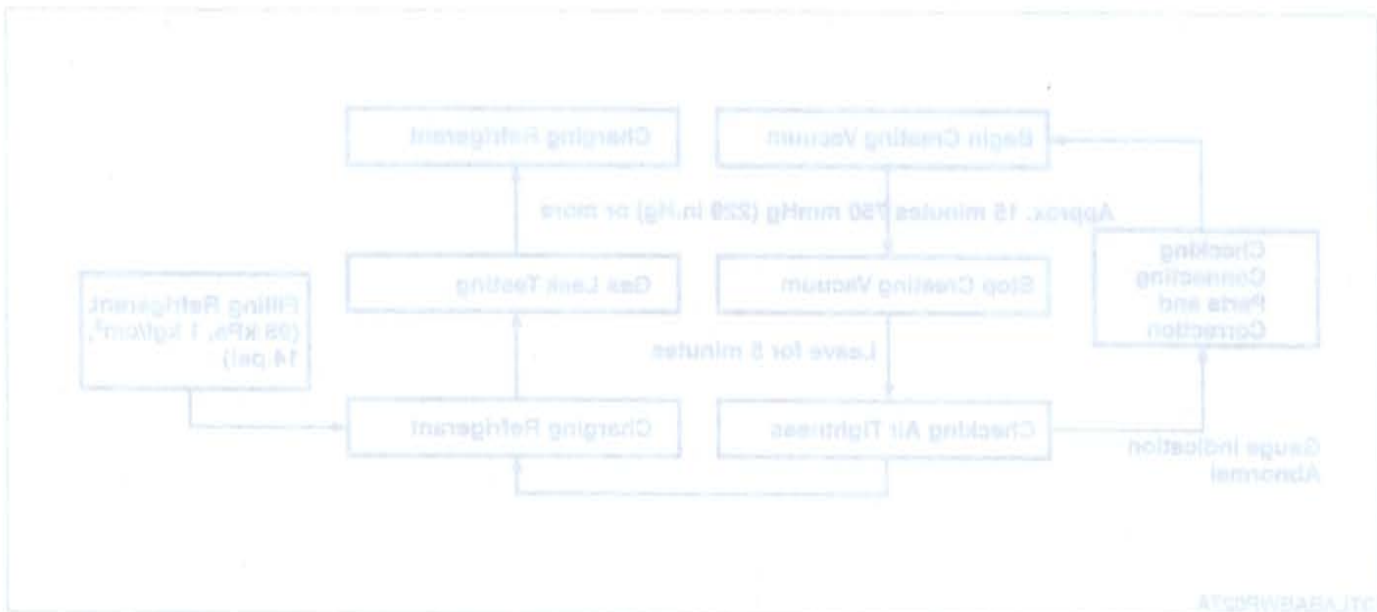 Begin Creating Vacuum
Charging Refrigerant
Approx. 15 minutes 750 mmHg (229 in.Hg) or more
Checking
Connecting
Parts and
Correction
Stop Creating Vacuum
Gas Leak Testing
Filling Refrigerant
(98 kPa, 1 kgf/cm²,
14 psi)
Leave for 5 minutes
Checking Air Tightness
Charging Refrigerant
Gauge Indication
Abnormal